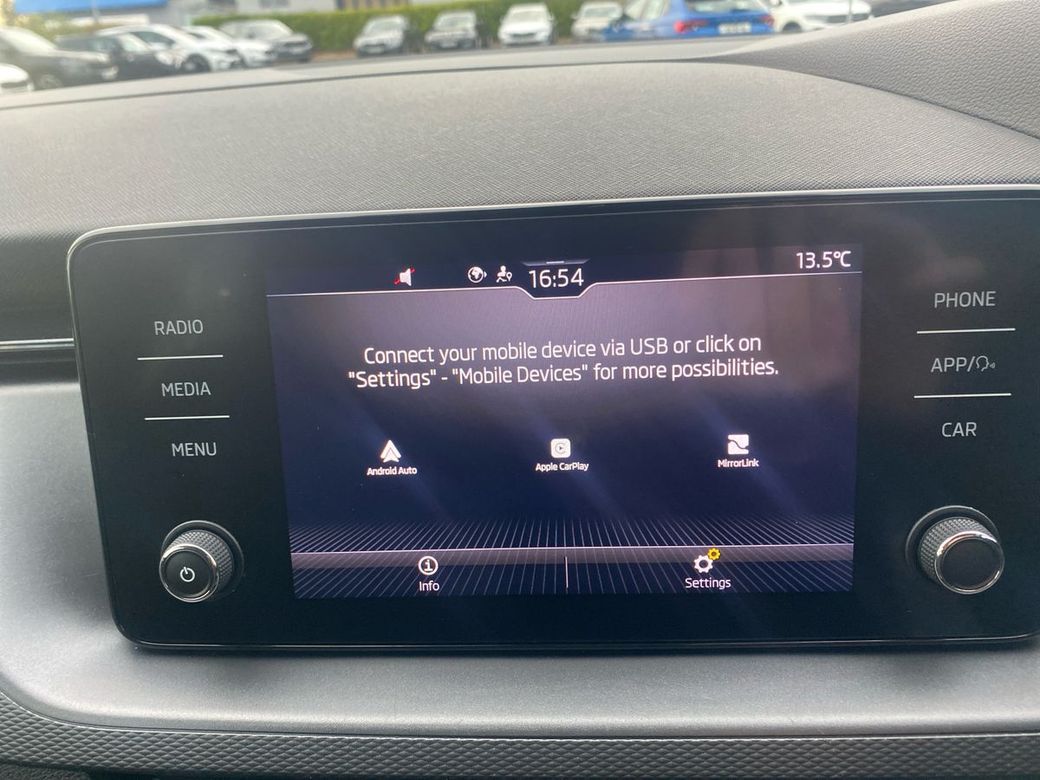 16:54
13.5°C
RADIO
MEDIA
MENU
Connect your mobile device via USB or click on
"Settings" - "Mobile Devices" for more possibilities.
Android Auto
Apple CarPlay
MirrorLink
Info
Settings
PHONE
APP/
CAR